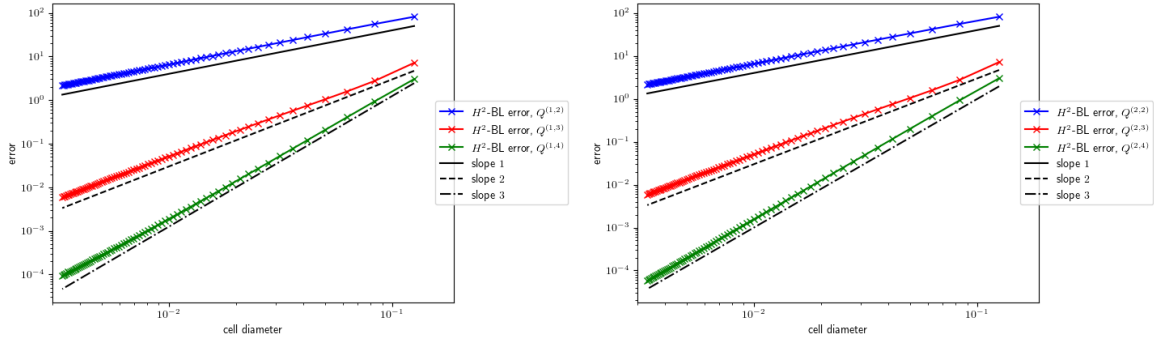 10^2
10^1
10^0
10^{-1}
10^{-2}
10^{-3}
10^{-4}
error
10^{-2}
10^{-1}
cell diameter
H^2-BL error, Q^{(1,2)}
H^2-BL error, Q^{(1,3)}
H^2-BL error, Q^{(1,4)}
slope 1
slope 2
slope 3
10^2
10^1
10^0
10^{-1}
10^{-2}
10^{-3}
10^{-4}
error
10^{-2}
10^{-1}
cell diameter
H^2-BL error, Q^{(2,2)}
H^2-BL error, Q^{(2,3)}
H^2-BL error, Q^{(2,4)}
slope 1
slope 2
slope 3